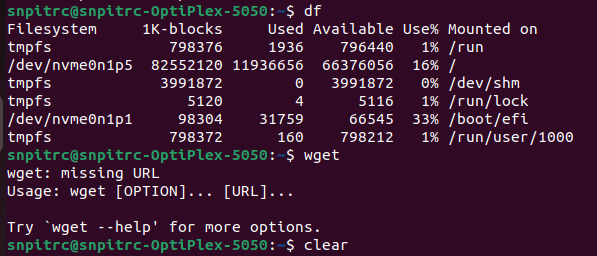 snpitrc@snpitrc-OptiPlex-5050:~$ df
Filesystem     1K-blocks     Used Available Use% Mounted on
tmpfs             798376     1936    796440   1% /run
/dev/nvme0n1p5  82552120 11936656  66376056  16% /
tmpfs            3991872        0   3991872   0% /dev/shm
tmpfs               5120        4      5116   1% /run/lock
/dev/nvme0n1p1     98304    31759     66545  33% /boot/efi
tmpfs             798372      160    798212   1% /run/user/1000
snpitrc@snpitrc-OptiPlex-5050:~$ wget
wget: missing URL
Usage: wget [OPTION]... [URL]...

Try `wget --help' for more options.
snpitrc@snpitrc-OptiPlex-5050:~$ clear